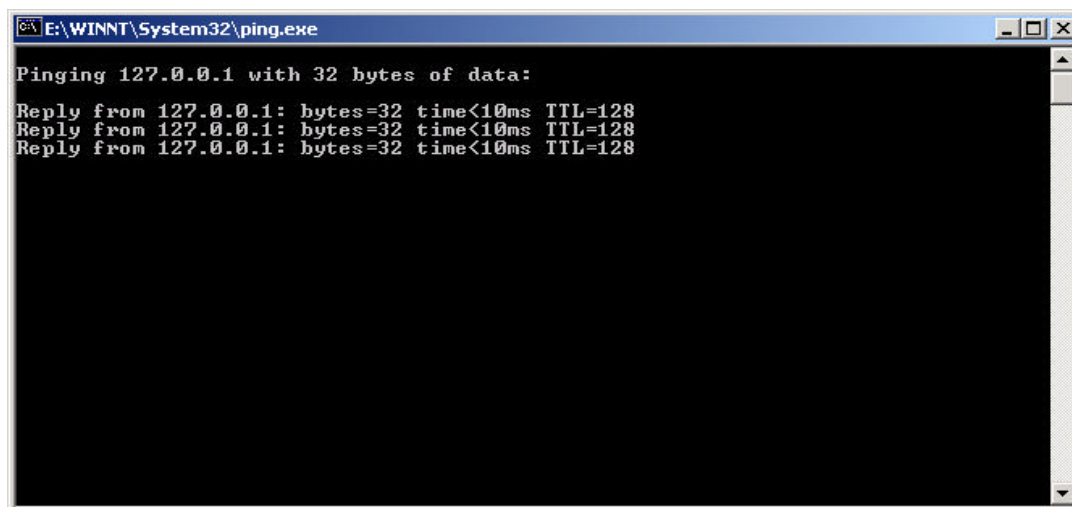 E:\WINNT\System32\ping.exe
Pinging 127.0.0.1 with 32 bytes of data:
Reply from 127.0.0.1: bytes=32 time<10ms TTL=128
Reply from 127.0.0.1: bytes=32 time<10ms TTL=128
Reply from 127.0.0.1: bytes=32 time<10ms TTL=128